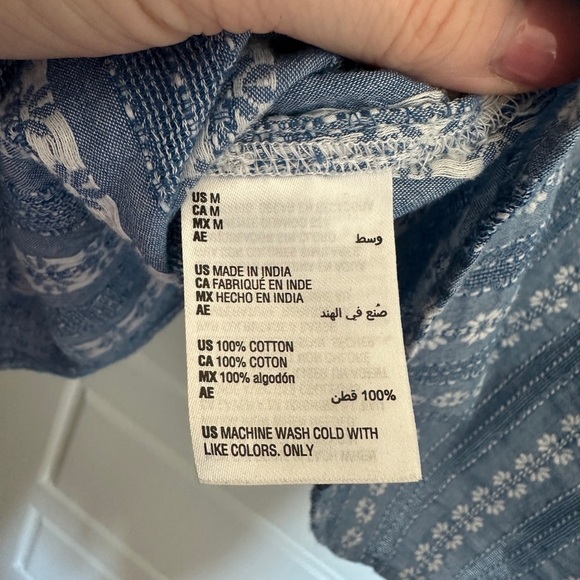 US M
CA M
MX M
AE وسط
US MADE IN INDIA
CA FABRIQUÉ EN INDE
MX HECHO EN INDIA
AE صُنع في الهند
US 100% COTTON
CA 100% COTON
MX 100% algodón
AE 100% قطن
US MACHINE WASH COLD WITH
LIKE COLORS. ONLY